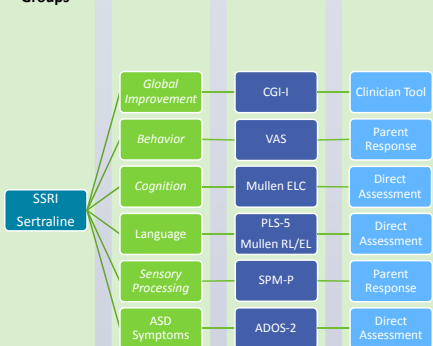 Groups
Global
Improvement
CGI-I
Clinician Tool
Behavior
VAS
Parent
Response
Cognition
Mullen ELC
Direct
Assessment
SSRI
Sertraline
Language
PLS-5
Mullen RL/EL
Direct
Assessment
Sensory
Processing
SPM-P
Parent
Response
ASD
Symptoms
ADOS-2
Direct
Assessment